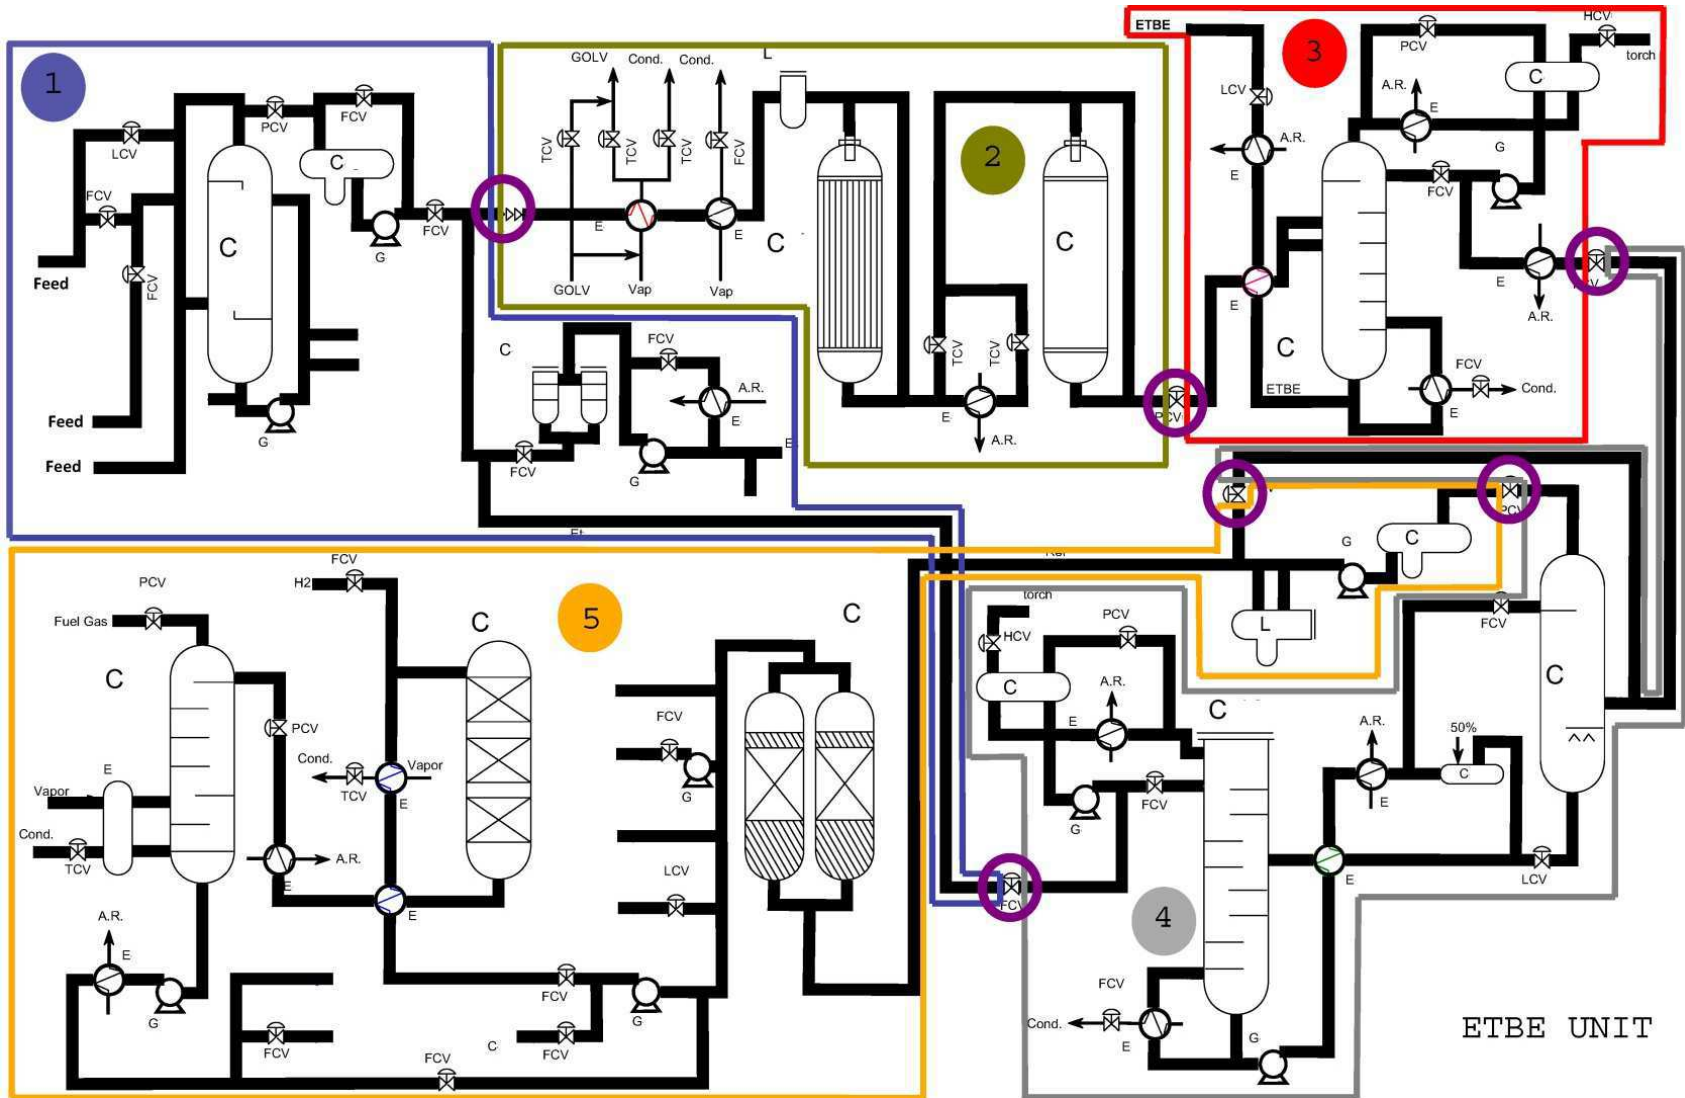 1
LCV
PCV
FCV
C
FCV
C
FCV
Feed
FCV
G
C
Feed
Feed
G
GOLV
Cond.
Cond.
L
TCV
TCV
TCV
FCV
2
E
E
C
C
GOLV
Vap
Vap
TCV
TCV
E
A.R.
PCV
C
FCV
A.R.
E
FCV
G
ETBE
3
HCV
PCV
torch
C
LCV
A.R.
E
A.R.
E
G
FCV
E
E
A.R.
C
ETBE
FCV
Cond.
E
PCV
G
C
L
FCV
C
torch
HCV
PCV
A.R.
C
E
C
FCV
G
A.R.
E
50%
C
E
LCV
FCV
4
FCV
Cond.
E
G
ETBE UNIT
FCV
PCV
H2
Fuel Gas
5
C
C
C
PCV
FCV
Cond.
Vapor
TCV
E
G
E
Vapor
Cond.
TCV
A.R.
E
LCV
E
A.R.
E
G
FCV
G
FCV
C
FCV
FCV